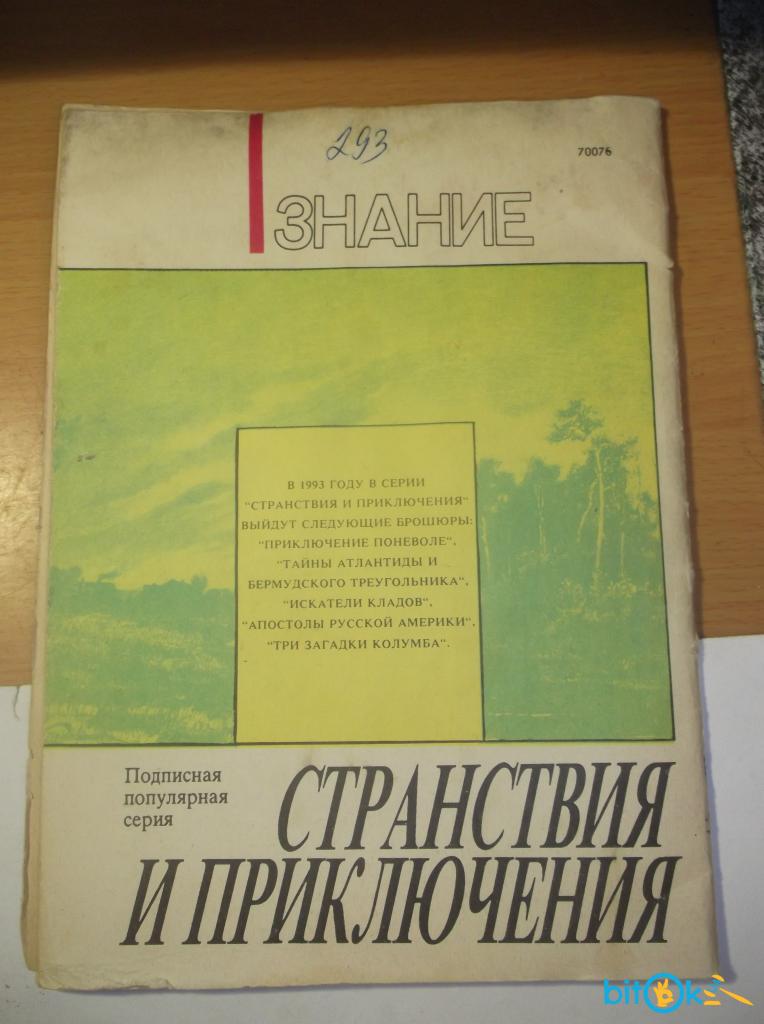 293
70076
ЗНАНИЕ
В 1993 ГОДУ В СЕРИИ
"СТРАНСТВИЯ И ПРИКЛЮЧЕНИЯ"
ВЫЙДУТ СЛЕДУЮЩИЕ БРОШЮРЫ:
"ПРИКЛЮЧЕНИЕ ПОНЕВОЛЕ",
"ТАЙНЫ АТЛАНТИДЫ И
БЕРМУДСКОГО ТРЕУГОЛЬНИКА",
"ИСКАТЕЛИ КЛАДОВ",
"АПОСТОЛЫ РУССКОЙ АМЕРИКИ",
"ТРИ ЗАГАДКИ КОЛУМБА".
Подписная
популярная
серия
СТРАНСТВИЯ
И ПРИКЛЮЧЕНИЯ
bitOk